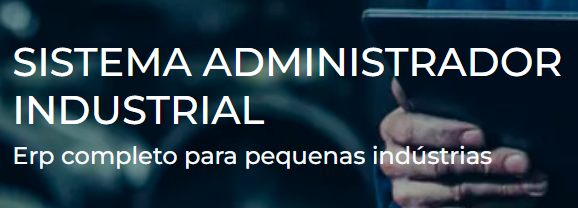 SISTEMA ADMINISTRADOR
INDUSTRIAL
Erp completo para pequenas indústrias